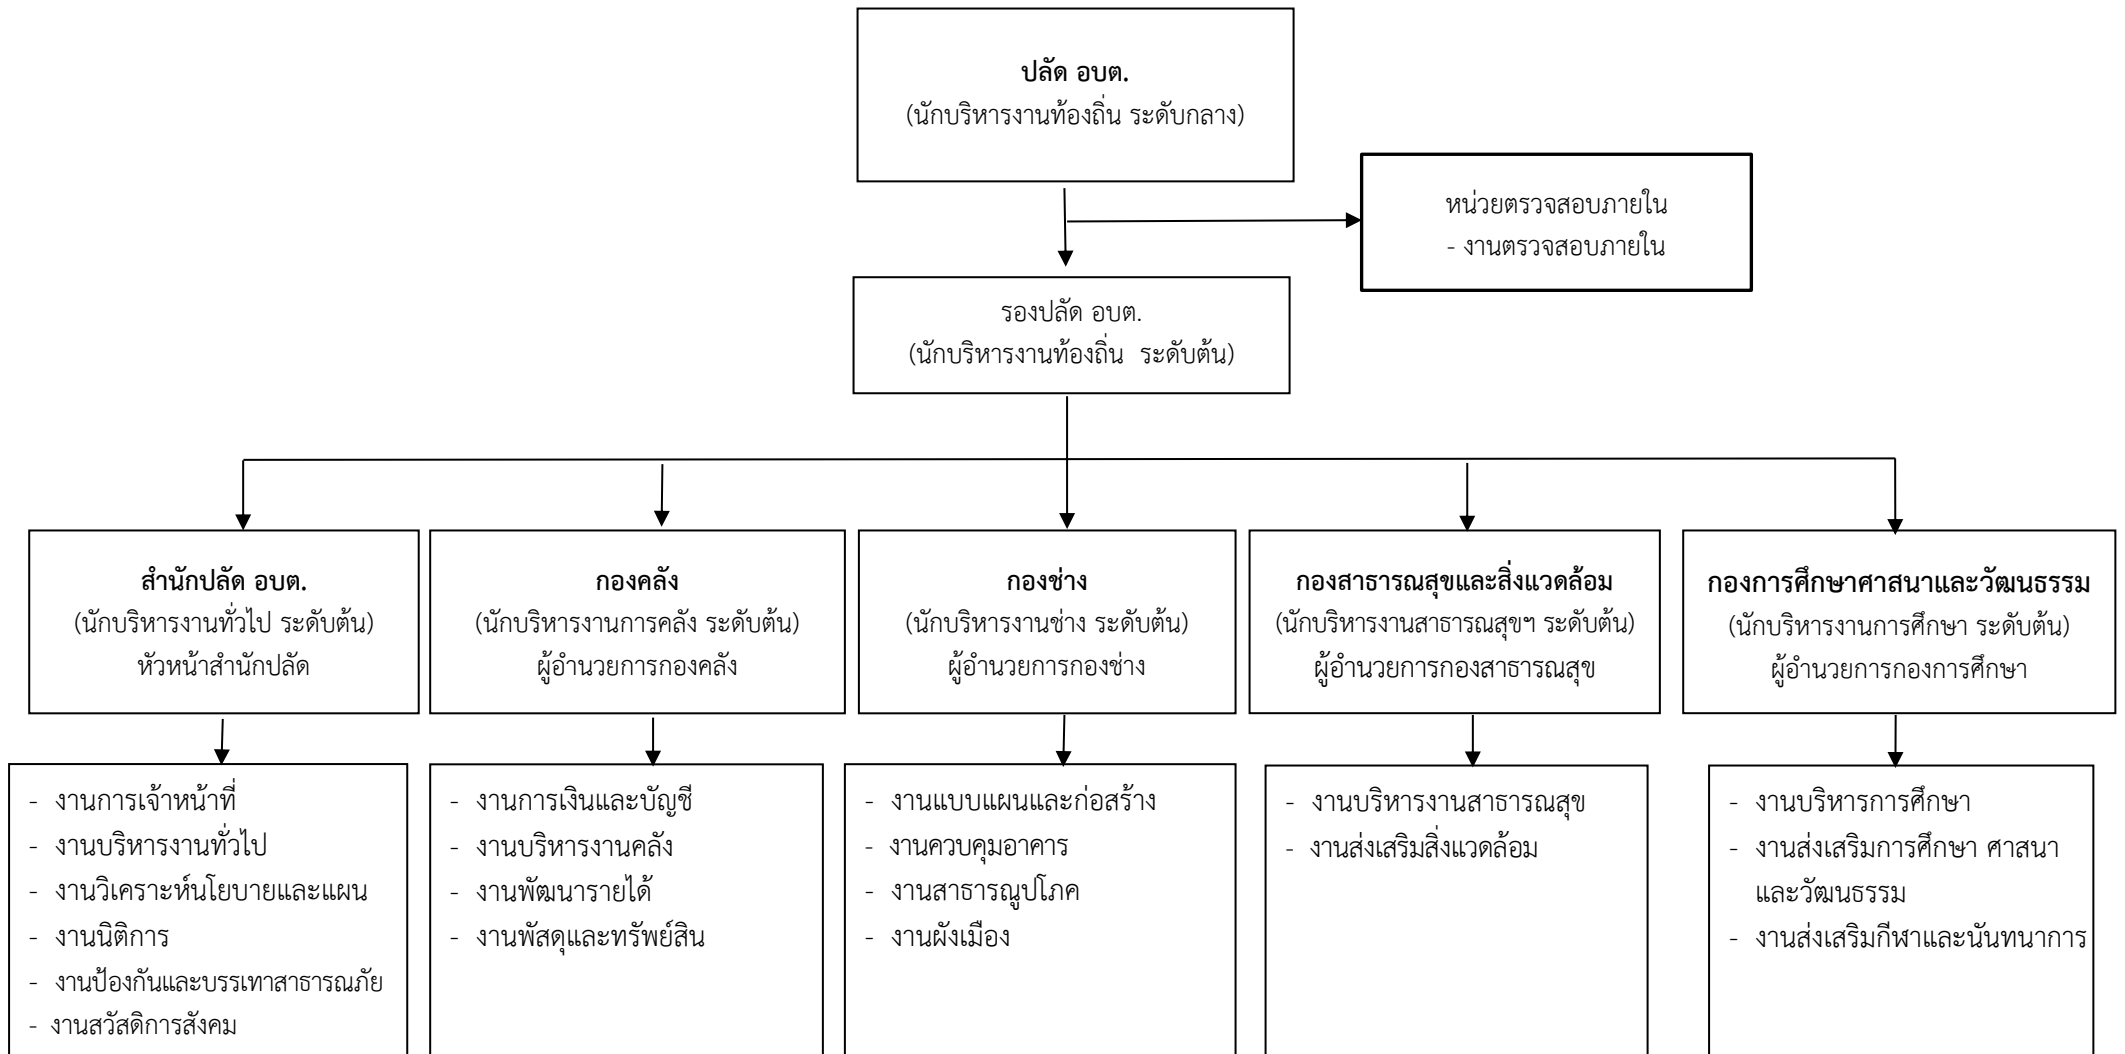 ปลัด อบต.
(นักบริหารงานท้องถิ่น ระดับกลาง)
หน่วยตรวจสอบภายใน
- งานตรวจสอบภายใน
รองปลัด อบต.
(นักบริหารงานท้องถิ่น ระดับต้น)
สำนักปลัด อบต.
(นักบริหารงานทั่วไป ระดับต้น)
หัวหน้าสำนักปลัด
กองคลัง
(นักบริหารงานการคลัง ระดับต้น)
ผู้อำนวยการกองคลัง
กองช่าง
(นักบริหารงานช่าง ระดับต้น)
ผู้อำนวยการกองช่าง
กองสาธารณสุขและสิ่งแวดล้อม
(นักบริหารงานสาธารณสุขฯ ระดับต้น)
ผู้อำนวยการกองสาธารณสุข
กองการศึกษาศาสนาและวัฒนธรรม
(นักบริหารงานการศึกษา ระดับต้น)
ผู้อำนวยการกองการศึกษา
- งานการเจ้าหน้าที่
- งานบริหารงานทั่วไป
- งานวิเคราะห์นโยบายและแผน
- งานนิติการ
- งานป้องกันและบรรเทาสาธารณภัย
- งานสวัสดิการสังคม
- งานการเงินและบัญชี
- งานบริหารงานคลัง
- งานพัฒนารายได้
- งานพัสดุและทรัพย์สิน
- งานแบบแผนและก่อสร้าง
- งานควบคุมอาคาร
- งานสาธารณูปโภค
- งานผังเมือง
- งานบริหารงานสาธารณสุข
- งานส่งเสริมสิ่งแวดล้อม
- งานบริหารการศึกษา
- งานส่งเสริมการศึกษา ศาสนา
และวัฒนธรรม
- งานส่งเสริมกีฬาและนันทนาการ